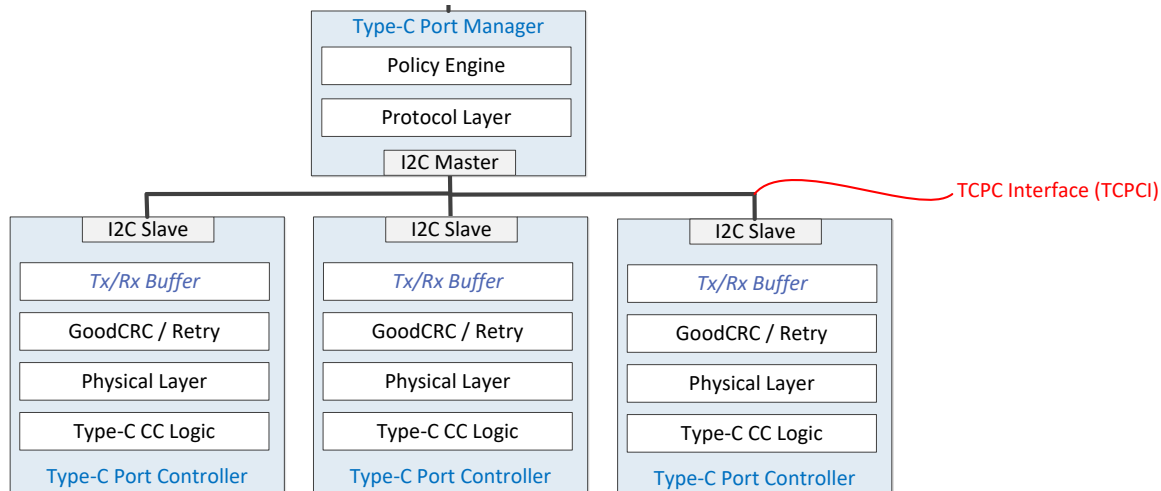 Type-C Port Manager
Policy Engine
Protocol Layer
I2C Master
TCPC Interface (TCPCI)
I2C Slave
Tx/Rx Buffer
GoodCRC / Retry
Physical Layer
Type-C CC Logic
Type-C Port Controller
I2C Slave
Tx/Rx Buffer
GoodCRC / Retry
Physical Layer
Type-C CC Logic
Type-C Port Controller
I2C Slave
Tx/Rx Buffer
GoodCRC / Retry
Physical Layer
Type-C CC Logic
Type-C Port Controller